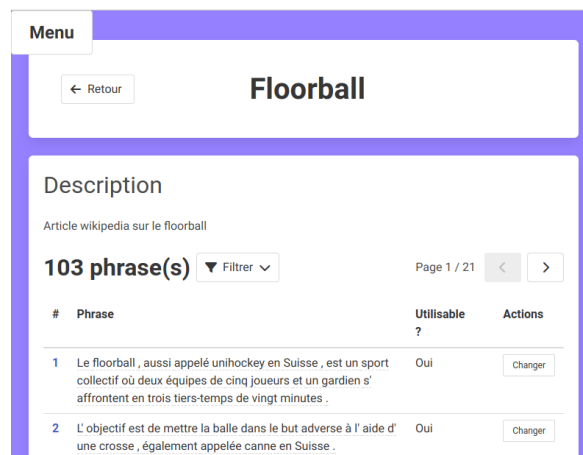 Menu
← Retour
Floorball
Description
Article wikipedia sur le floorball
103 phrase(s) Filtrer Page 1 / 21 < >
# Phrase Utilisable ? Actions
1 Le floorball , aussi appelé unihockey en Suisse , est un sport Oui Changer
collectif où deux équipes de cinq joueurs et un gardien s'
affrontent en trois tiers-temps de vingt minutes .
2 L' objectif est de mettre la balle dans le but adverse à l' aide d' Oui Changer
une crosse , également appelée canne en Suisse .